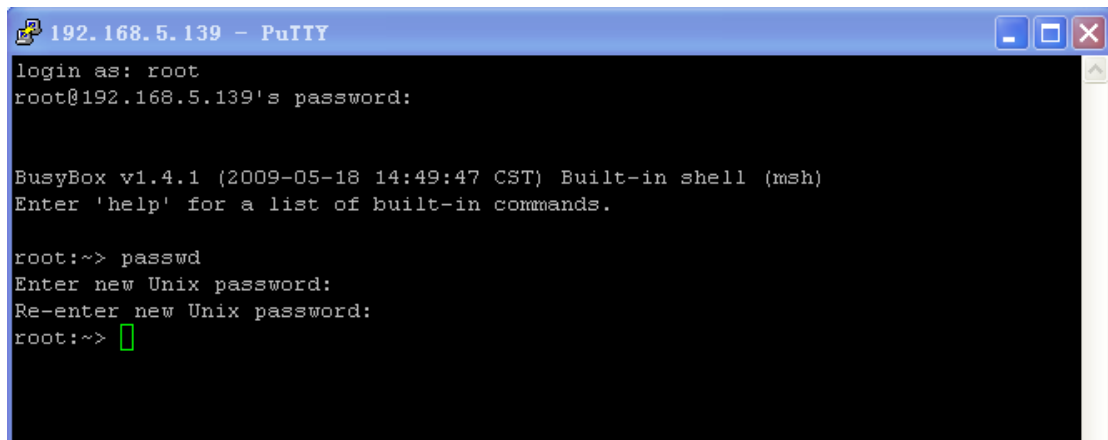 192.168.5.139 - PuTTY
login as: root
root@192.168.5.139's password:
BusyBox v1.4.1 (2009-05-18 14:49:47 CST) Built-in shell (msh)
Enter 'help' for a list of built-in commands.
root:~> passwd
Enter new Unix password:
Re-enter new Unix password:
root:~>